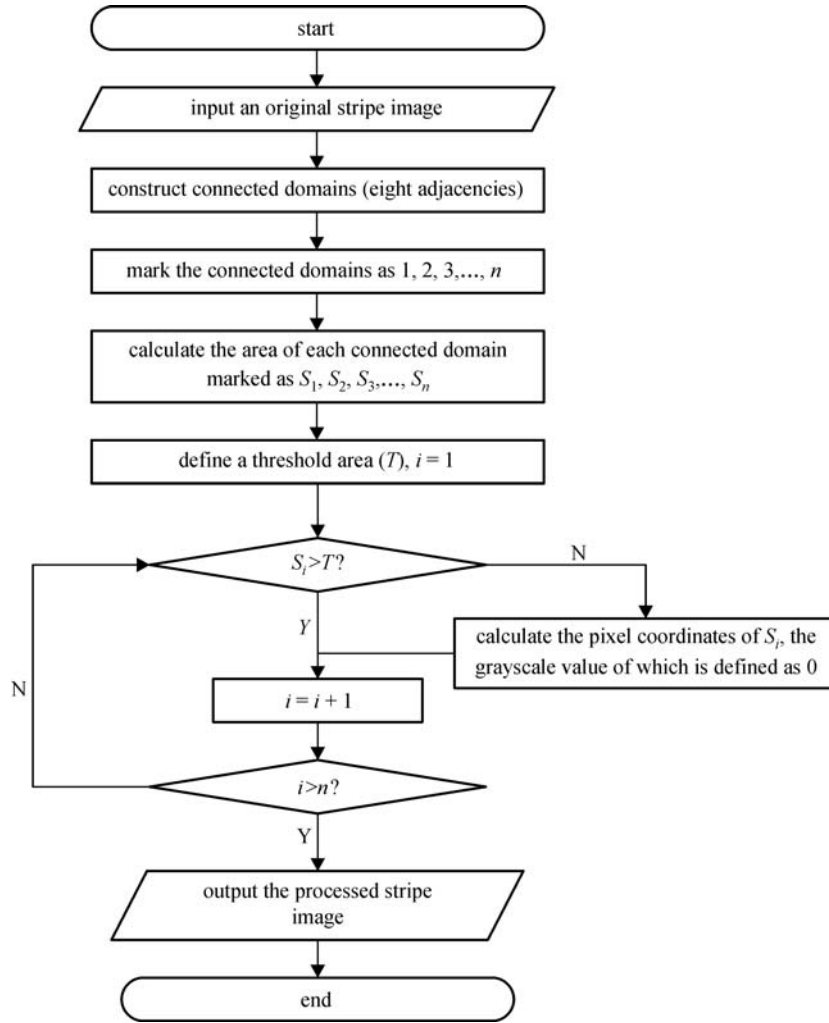 start
input an original stripe image
construct connected domains (eight adjacencies)
mark the connected domains as 1, 2, 3,..., n
calculate the area of each connected domain
marked as S₁, S₂, S₃,..., Sₙ
define a threshold area (T), i = 1
Sᵢ>T?
N
Y
calculate the pixel coordinates of Sᵢ, the
grayscale value of which is defined as 0
N
i = i + 1
i>n?
Y
output the processed stripe
image
end